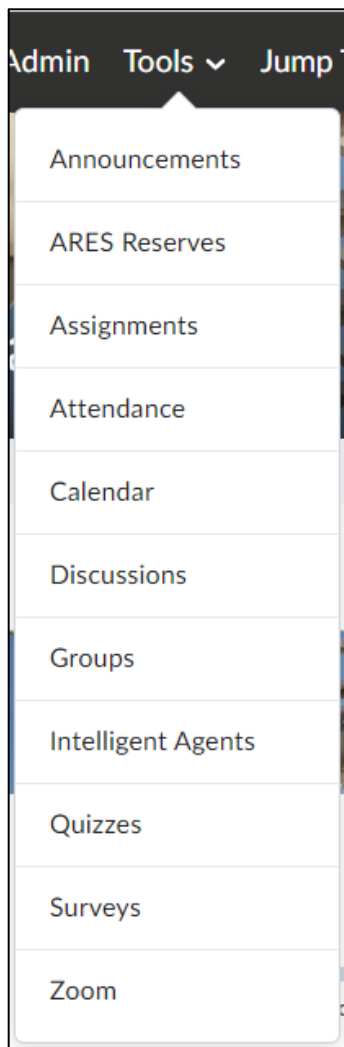 Admin Tools Jump
Announcements
ARES Reserves
Assignments
Attendance
Calendar
Discussions
Groups
Intelligent Agents
Quizzes
Surveys
Zoom